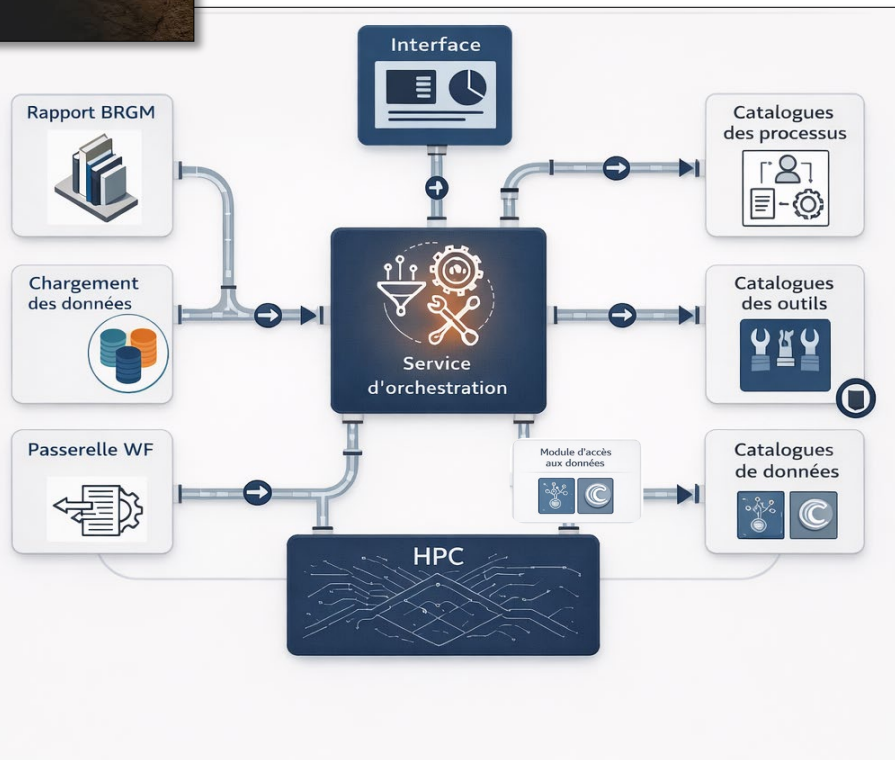 Interface
Rapport BRGM
Catalogues
des processus
Chargement
des données
Service
d'orchestration
Catalogues
des outils
Passerelle WF
Module d'accès
aux données
Catalogues
de données
HPC